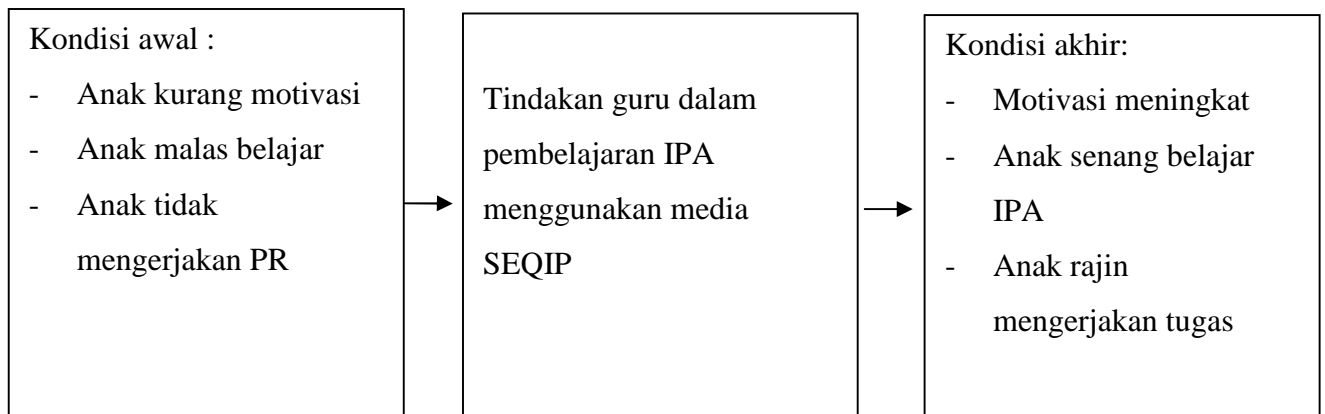 Kondisi awal :
- Anak kurang motivasi
- Anak malas belajar
- Anak tidak
mengerjakan PR
Tindakan guru dalam
pembelajaran IPA
menggunakan media
SEQIP
Kondisi akhir:
- Motivasi meningkat
- Anak senang belajar
IPA
- Anak rajin
mengerjakan tugas